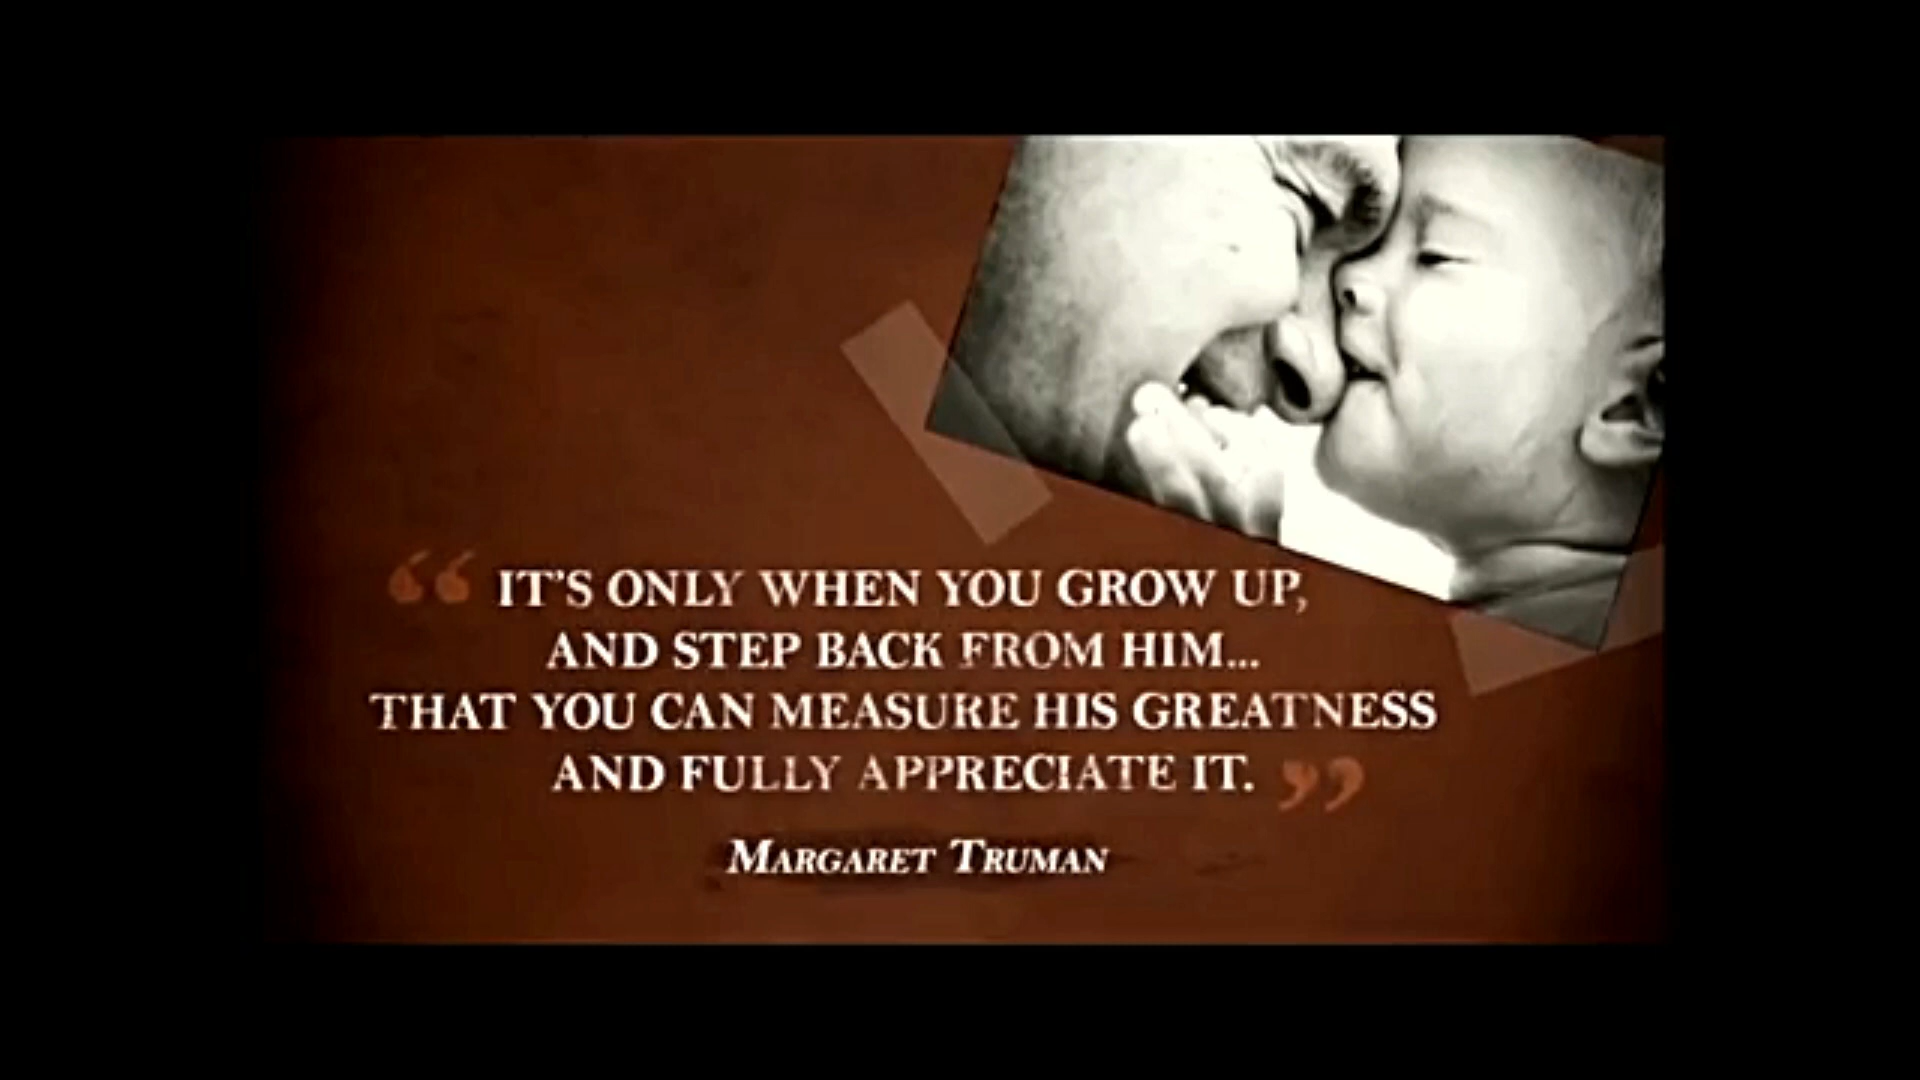 “ IT'S ONLY WHEN YOU GROW UP,
AND STEP BACK FROM HIM...
THAT YOU CAN MEASURE HIS GREATNESS
AND FULLY APPRECIATE IT. ”
MARGARET TRUMAN